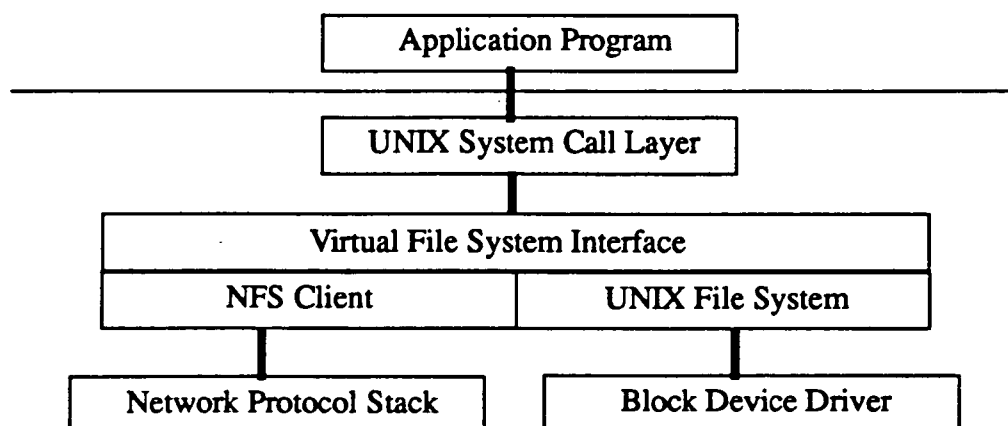 Application Program
UNIX System Call Layer
Virtual File System Interface
NFS Client
UNIX File System
Network Protocol Stack
Block Device Driver